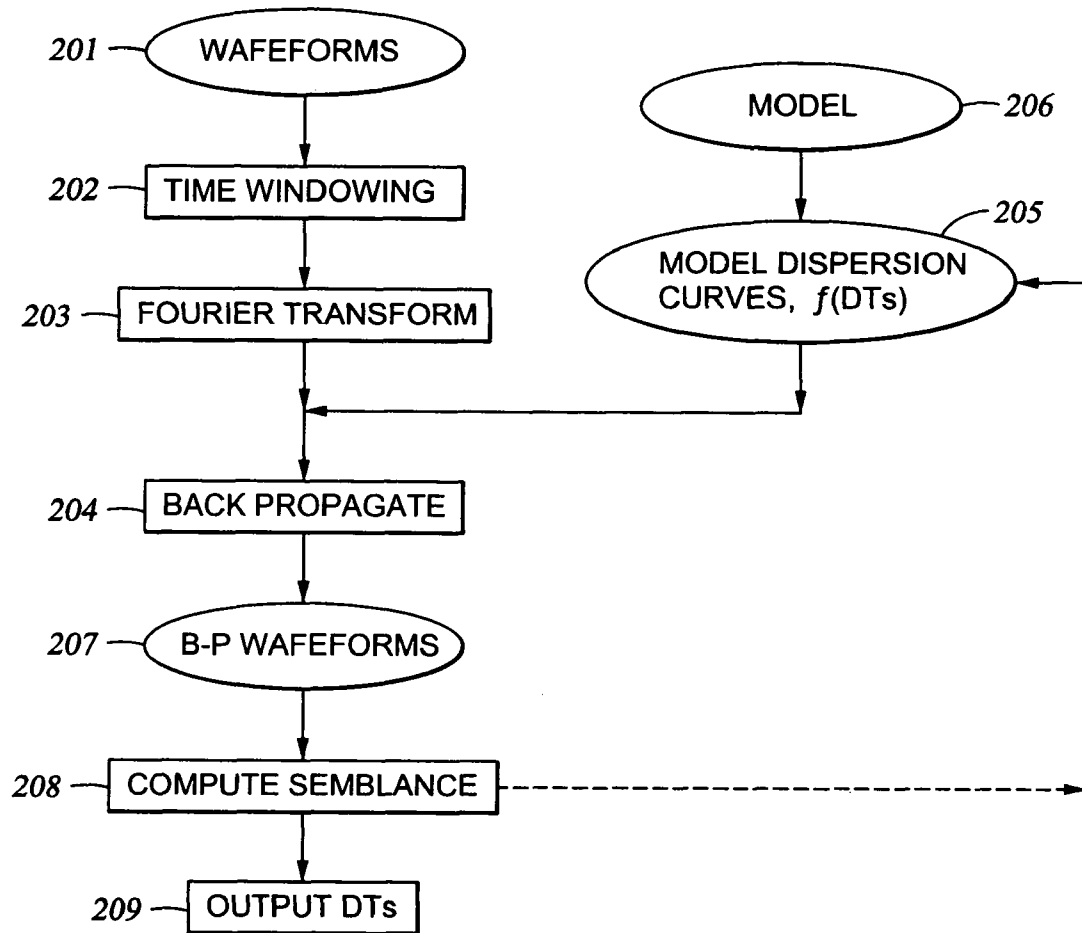 201
WAFEFORMS
MODEL
206
202
TIME WINDOWING
205
MODEL DISPERSION
CURVES, f(DTs)
203
FOURIER TRANSFORM
204
BACK PROPAGATE
207
B-P WAFEFORMS
208
COMPUTE SEMBLANCE
209
OUTPUT DTs